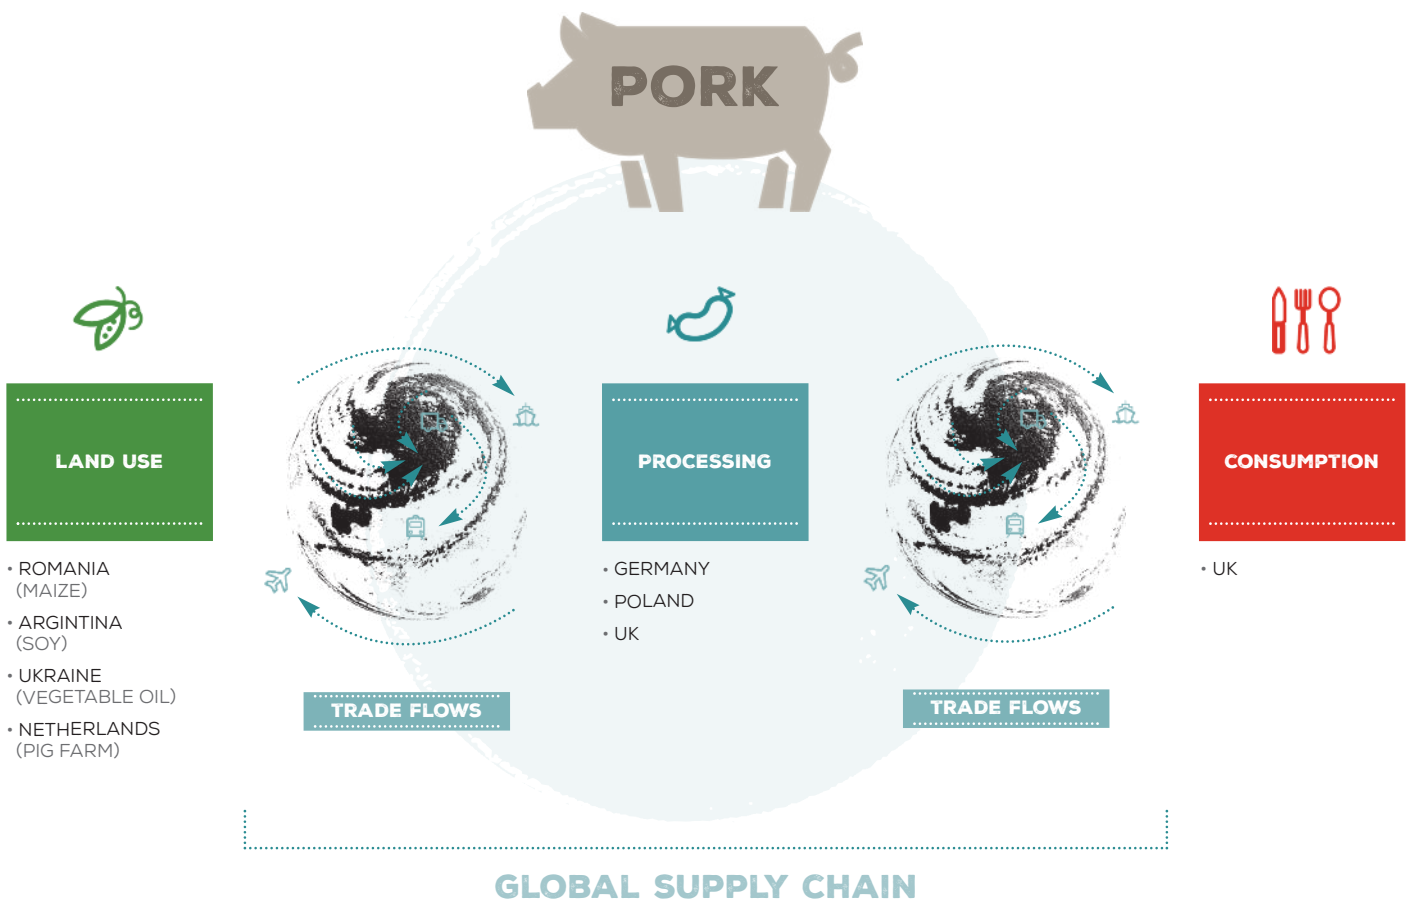 PORK
LAND USE
• ROMANIA
(MAIZE)
• ARGINTINA
(SOY)
• UKRAINE
(VEGETABLE OIL)
• NETHERLANDS
(PIG FARM)
TRADE FLOWS
PROCESSING
• GERMANY
• POLAND
• UK
TRADE FLOWS
CONSUMPTION
• UK
GLOBAL SUPPLY CHAIN